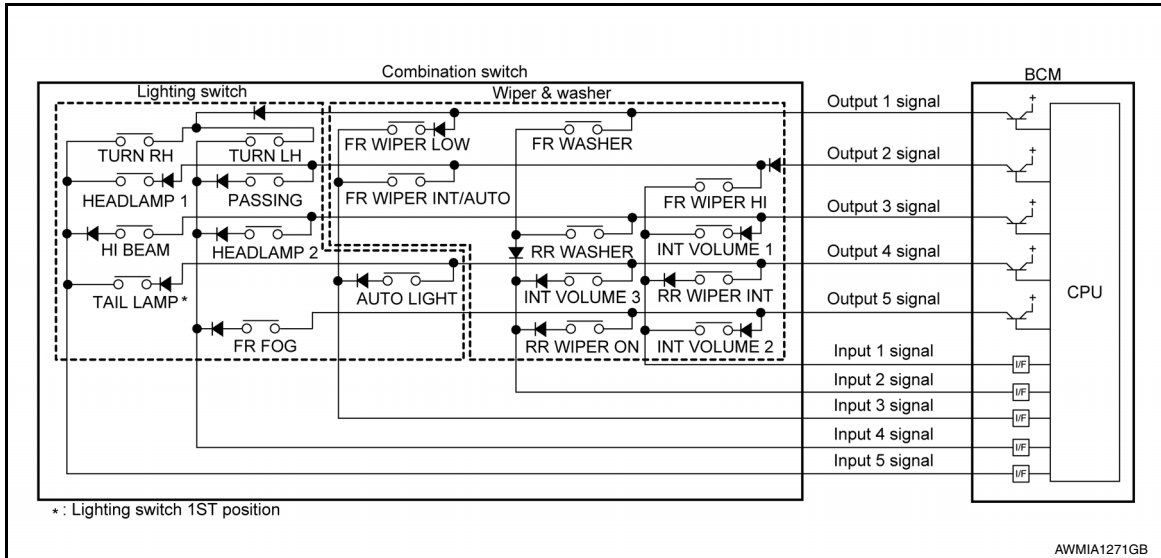 Combination switch
BCM
Lighting switch
Wiper & washer
Output 1 signal
+
TURN RH
TURN LH
FR WIPER LOW
FR WASHER
Output 2 signal
+
HEADLAMP 1
PASSING
FR WIPER INT/AUTO
FR WIPER HI
Output 3 signal
+
HI BEAM
HEADLAMP 2
RR WASHER
INT VOLUME 1
Output 4 signal
+
TAIL LAMP*
AUTO LIGHT
INT VOLUME 3
RR WIPER INT
CPU
Output 5 signal
+
FR FOG
RR WIPER ON
INT VOLUME 2
Input 1 signal
I/F
Input 2 signal
I/F
Input 3 signal
I/F
Input 4 signal
I/F
Input 5 signal
I/F
* : Lighting switch 1ST position
AWMIA1271GB